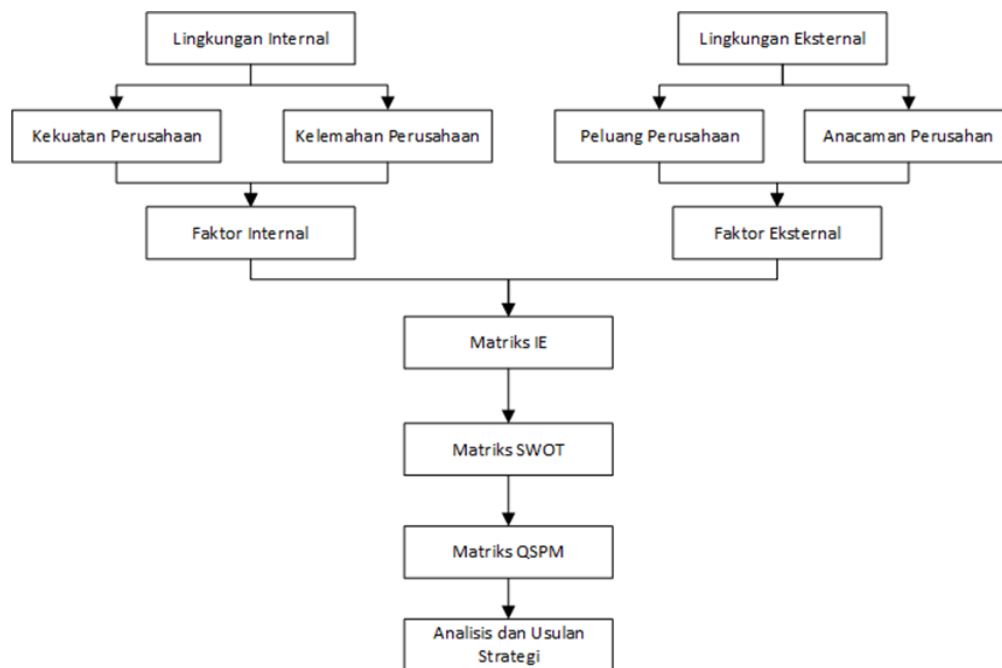 Lingkungan Internal
Lingkungan Eksternal
Kekuatan Perusahaan
Kelemahan Perusahaan
Peluang Perusahaan
Anacaman Perusahan
Faktor Internal
Faktor Eksternal
Matriks IE
Matriks SWOT
Matriks QSPM
Analisis dan Usulan
Strategi